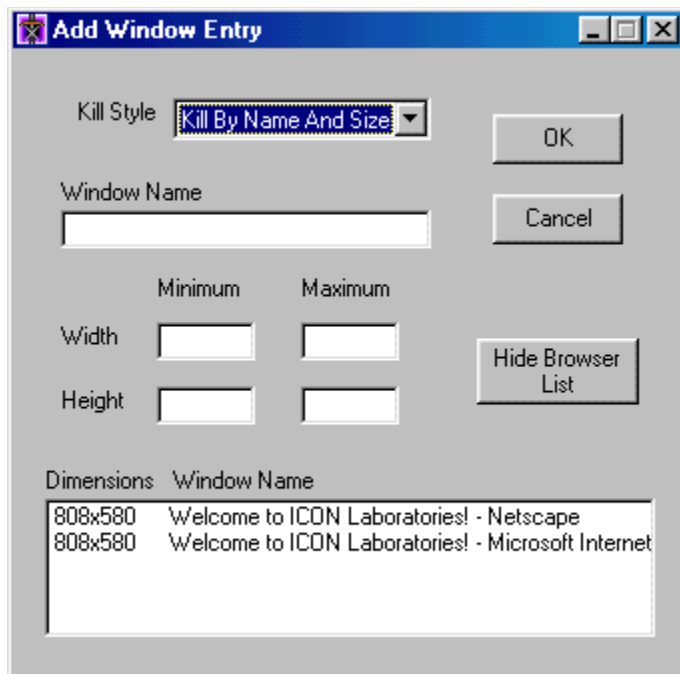 Add Window Entry
Kill Style
Kill By Name And Size
OK
Window Name
Cancel
Minimum Maximum
Width
Hide Browser
List
Height
Dimensions Window Name
808x580 Welcome to ICON Laboratories! - Netscape
808x580 Welcome to ICON Laboratories! - Microsoft Internet